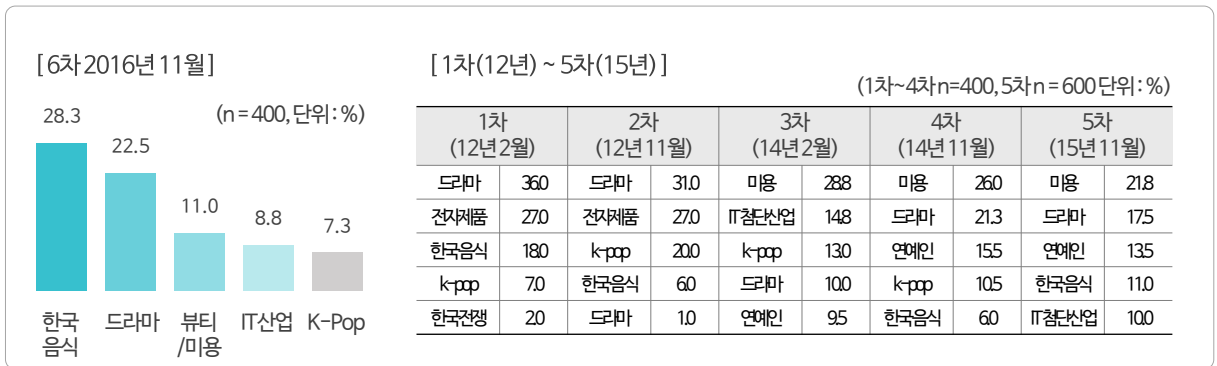 [ 6차 2016년 11월 ]
(n = 400, 단위 : %)
28.3
22.5
11.0
8.8
7.3
한국 음식
드라마
뷰티 /미용
IT산업
K-Pop
[ 1차 (12년) ~ 5차 (15년) ]
(1차~4차 n=400, 5차 n = 600 단위 : %)
1차 (12년 2월) 2차 (12년 11월) 3차 (14년 2월) 4차 (14년 11월) 5차 (15년 11월)
드라마 36.0 드라마 31.0 미용 28.8 미용 26.0 미용 21.8
전자제품 27.0 전자제품 27.0 IT첨단산업 14.8 드라마 21.3 드라마 17.5
한국음식 18.0 k-pop 20.0 k-pop 13.0 연예인 15.5 연예인 13.5
k-pop 7.0 한국음식 6.0 드라마 10.0 k-pop 10.5 한국음식 11.0
한국전쟁 2.0 드라마 1.0 연예인 9.5 한국음식 6.0 IT첨단산업 10.0